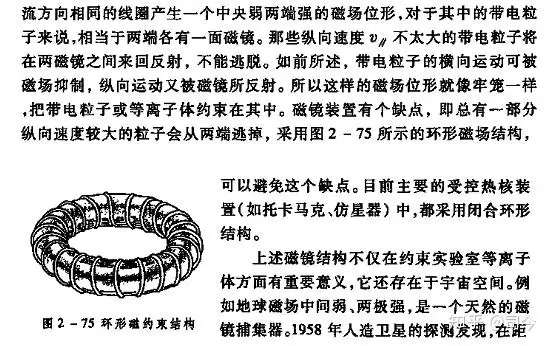 流方向相同的线圈产生一个中央弱两端强的磁场位形,对于其中的带电粒
子来说,相当于两端各有一面磁镜。那些纵向速度 v∥ 不太大的带电粒子将
在两磁镜之间来回反射,不能逃脱。如前所述,带电粒子的横向运动可被
磁场抑制,纵向运动又被磁镜所反射。所以这样的磁场位形就像牢笼一样
,把带电粒子或等离子体约束在其中。磁镜装置有个缺点,即总有一部分
纵向速度较大的粒子会从两端逃掉,采用图2-75所示的环形磁场结构,
可以避免这个缺点。目前主要的受控热核装
置(如托卡马克、仿星器)中,都采用闭合环形
结构。
上述磁镜结构不仅在约束实验室等离子
体方面有重要意义,它还存在于宇宙空间。例
如地球磁场中间弱、两极强,是一个天然的磁
镜捕集器。1958年人造卫星的探测发现,在距
图2-75 环形磁约束结构